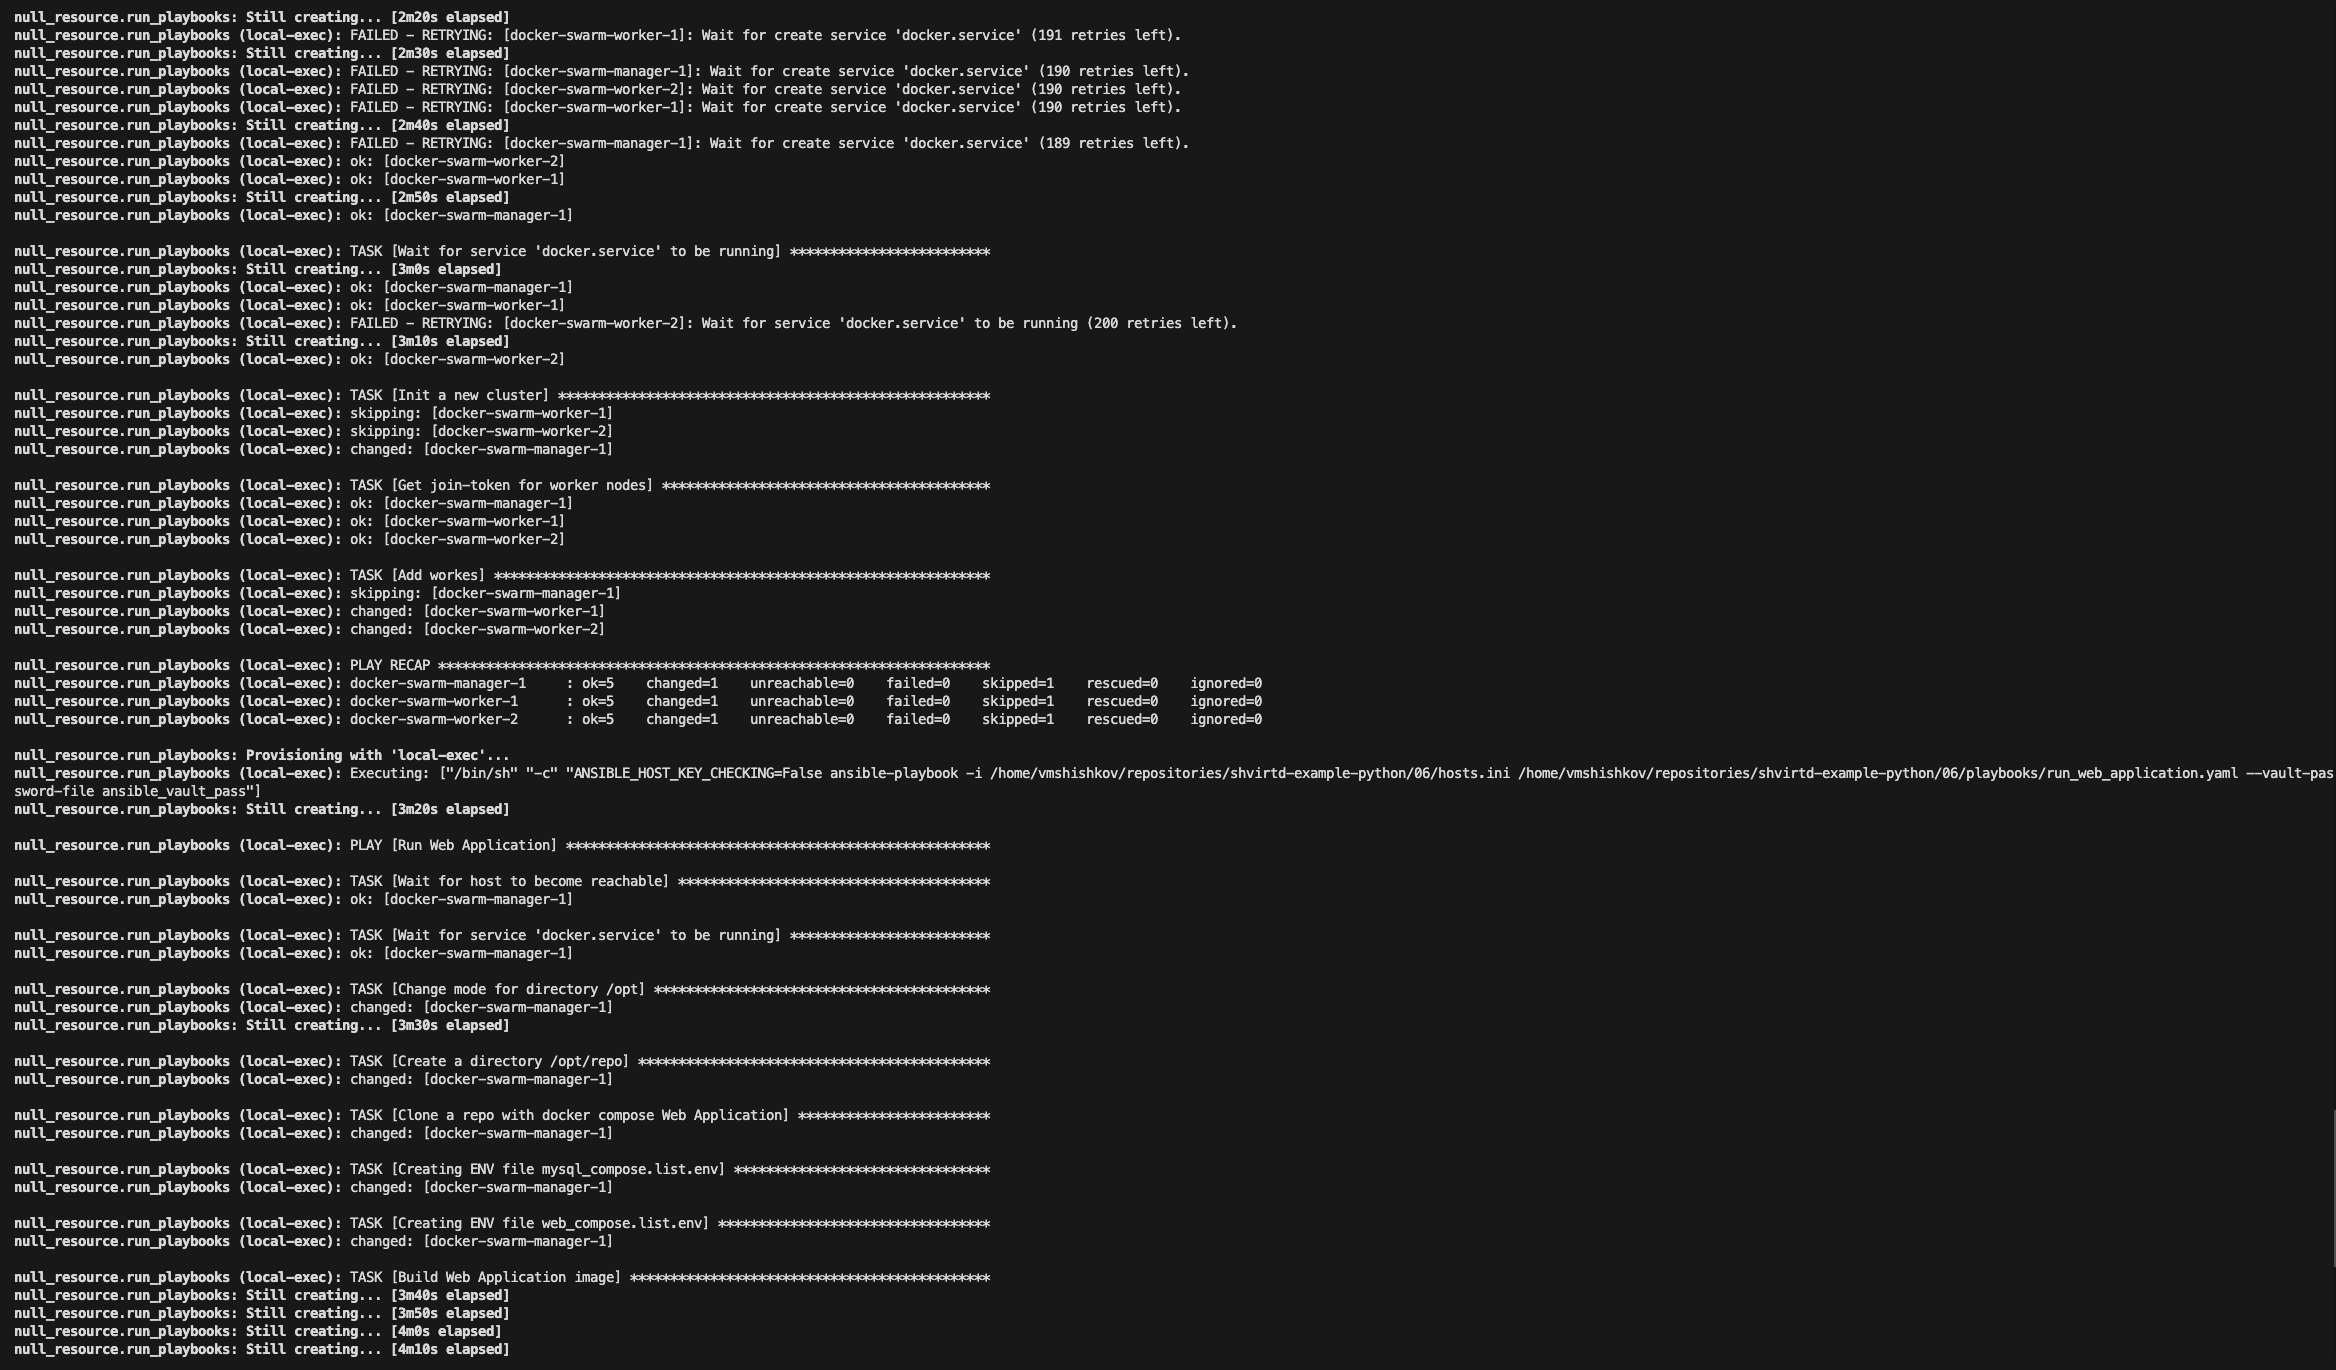 null_resource.run_playbooks: Still creating... [2m20s elapsed]
null_resource.run_playbooks (local-exec): FAILED - RETRYING: [docker-swarm-worker-1]: Wait for create service 'docker.service' (191 retries left).
null_resource.run_playbooks: Still creating... [2m30s elapsed]
null_resource.run_playbooks (local-exec): FAILED - RETRYING: [docker-swarm-manager-1]: Wait for create service 'docker.service' (190 retries left).
null_resource.run_playbooks (local-exec): FAILED - RETRYING: [docker-swarm-worker-2]: Wait for create service 'docker.service' (190 retries left).
null_resource.run_playbooks (local-exec): FAILED - RETRYING: [docker-swarm-worker-1]: Wait for create service 'docker.service' (190 retries left).
null_resource.run_playbooks: Still creating... [2m40s elapsed]
null_resource.run_playbooks (local-exec): FAILED - RETRYING: [docker-swarm-manager-1]: Wait for create service 'docker.service' (189 retries left).
null_resource.run_playbooks (local-exec): ok: [docker-swarm-worker-2]
null_resource.run_playbooks (local-exec): ok: [docker-swarm-worker-1]
null_resource.run_playbooks: Still creating... [2m50s elapsed]
null_resource.run_playbooks (local-exec): ok: [docker-swarm-manager-1]

null_resource.run_playbooks (local-exec): TASK [Wait for service 'docker.service' to be running] *************************
null_resource.run_playbooks: Still creating... [3m0s elapsed]
null_resource.run_playbooks (local-exec): ok: [docker-swarm-manager-1]
null_resource.run_playbooks (local-exec): ok: [docker-swarm-worker-1]
null_resource.run_playbooks (local-exec): FAILED - RETRYING: [docker-swarm-worker-2]: Wait for service 'docker.service' to be running (200 retries left).
null_resource.run_playbooks: Still creating... [3m10s elapsed]
null_resource.run_playbooks (local-exec): ok: [docker-swarm-worker-2]

null_resource.run_playbooks (local-exec): TASK [Init a new cluster] ******************************************************
null_resource.run_playbooks (local-exec): skipping: [docker-swarm-worker-1]
null_resource.run_playbooks (local-exec): skipping: [docker-swarm-worker-2]
null_resource.run_playbooks (local-exec): changed: [docker-swarm-manager-1]

null_resource.run_playbooks (local-exec): TASK [Get join-token for worker nodes] *****************************************
null_resource.run_playbooks (local-exec): ok: [docker-swarm-manager-1]
null_resource.run_playbooks (local-exec): ok: [docker-swarm-worker-1]
null_resource.run_playbooks (local-exec): ok: [docker-swarm-worker-2]

null_resource.run_playbooks (local-exec): TASK [Add workes] **************************************************************
null_resource.run_playbooks (local-exec): skipping: [docker-swarm-manager-1]
null_resource.run_playbooks (local-exec): changed: [docker-swarm-worker-1]
null_resource.run_playbooks (local-exec): changed: [docker-swarm-worker-2]

null_resource.run_playbooks (local-exec): PLAY RECAP *********************************************************************
null_resource.run_playbooks (local-exec): docker-swarm-manager-1     : ok=5    changed=1    unreachable=0    failed=0    skipped=1    rescued=0    ignored=0
null_resource.run_playbooks (local-exec): docker-swarm-worker-1      : ok=5    changed=1    unreachable=0    failed=0    skipped=1    rescued=0    ignored=0
null_resource.run_playbooks (local-exec): docker-swarm-worker-2      : ok=5    changed=1    unreachable=0    failed=0    skipped=1    rescued=0    ignored=0

null_resource.run_playbooks: Provisioning with 'local-exec'...
null_resource.run_playbooks (local-exec): Executing: ["/bin/sh" "-c" "ANSIBLE_HOST_KEY_CHECKING=False ansible-playbook -i /home/vmshishkov/repositories/shvirtd-example-python/06/hosts.ini /home/vmshishkov/repositories/shvirtd-example-python/06/playbooks/run_web_application.yaml --vault-pas
sword-file ansible_vault_pass"]
null_resource.run_playbooks: Still creating... [3m20s elapsed]

null_resource.run_playbooks (local-exec): PLAY [Run Web Application] *****************************************************

null_resource.run_playbooks (local-exec): TASK [Wait for host to become reachable] ***************************************
null_resource.run_playbooks (local-exec): ok: [docker-swarm-manager-1]

null_resource.run_playbooks (local-exec): TASK [Wait for service 'docker.service' to be running] *************************
null_resource.run_playbooks (local-exec): ok: [docker-swarm-manager-1]

null_resource.run_playbooks (local-exec): TASK [Change mode for directory /opt] ******************************************
null_resource.run_playbooks (local-exec): changed: [docker-swarm-manager-1]
null_resource.run_playbooks: Still creating... [3m30s elapsed]

null_resource.run_playbooks (local-exec): TASK [Create a directory /opt/repo] ********************************************
null_resource.run_playbooks (local-exec): changed: [docker-swarm-manager-1]

null_resource.run_playbooks (local-exec): TASK [Clone a repo with docker compose Web Application] ************************
null_resource.run_playbooks (local-exec): changed: [docker-swarm-manager-1]

null_resource.run_playbooks (local-exec): TASK [Creating ENV file mysql_compose.list.env] ********************************
null_resource.run_playbooks (local-exec): changed: [docker-swarm-manager-1]

null_resource.run_playbooks (local-exec): TASK [Creating ENV file web_compose.list.env] **********************************
null_resource.run_playbooks (local-exec): changed: [docker-swarm-manager-1]

null_resource.run_playbooks (local-exec): TASK [Build Web Application image] *********************************************
null_resource.run_playbooks: Still creating... [3m40s elapsed]
null_resource.run_playbooks: Still creating... [3m50s elapsed]
null_resource.run_playbooks: Still creating... [4m0s elapsed]
null_resource.run_playbooks: Still creating... [4m10s elapsed]